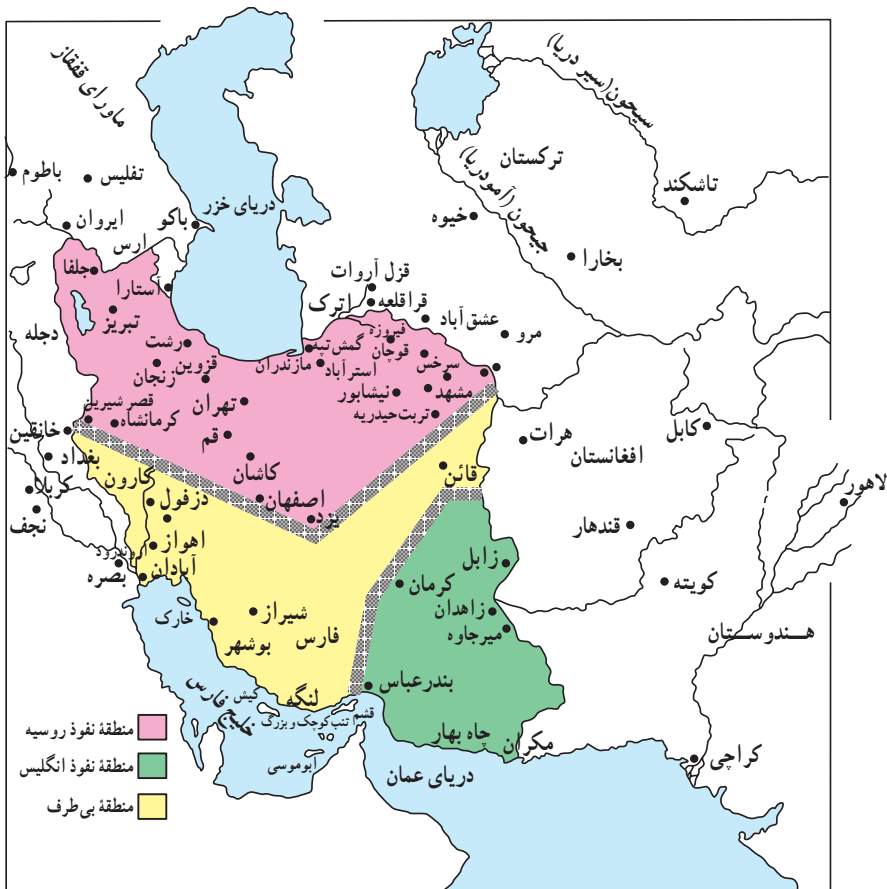 ماورای قفقاز
سیحون (سیر دریا)
باطوم
تفلیس
ترکستان
تاشکند
دریای خزر
جیحون (آمودریا)
ایروان
باکو
خیوه
ارس
بخارا
جلفا
آستارا
قزل آروات
اترک
قراقلعه
تبریز
عشق آباد
مرو
دجله
رشت
فیروزه
گمش تپه
قوچان
سرخس
زنجان
قزوین
مازندران
استرآباد
مشهد
نیشابور
تربت حیدریه
تهران
قصر شیرین
کرمانشاه
خانقین
قم
هرات
کابل
افغانستان
بغداد
کاشان
قائن
کربلا
کارون
لاهور
دزفول
اصفهان
نجف
یزد
قندهار
اهواز
اروندرود
بصره
آبادان
زابل
کرمان
کویته
خارک
شیراز
فارس
زاهدان
میرجاوه
هندوستان
بوشهر
خلیج فارس
کیش
لنگه
بندرعباس
قشم
تنب کوچک و بزرگ
ابوموسی
چاه بهار
مکران
دریای عمان
کراچی
منطقهٔ نفوذ روسیه
منطقهٔ نفوذ انگلیس
منطقهٔ بی‌طرف